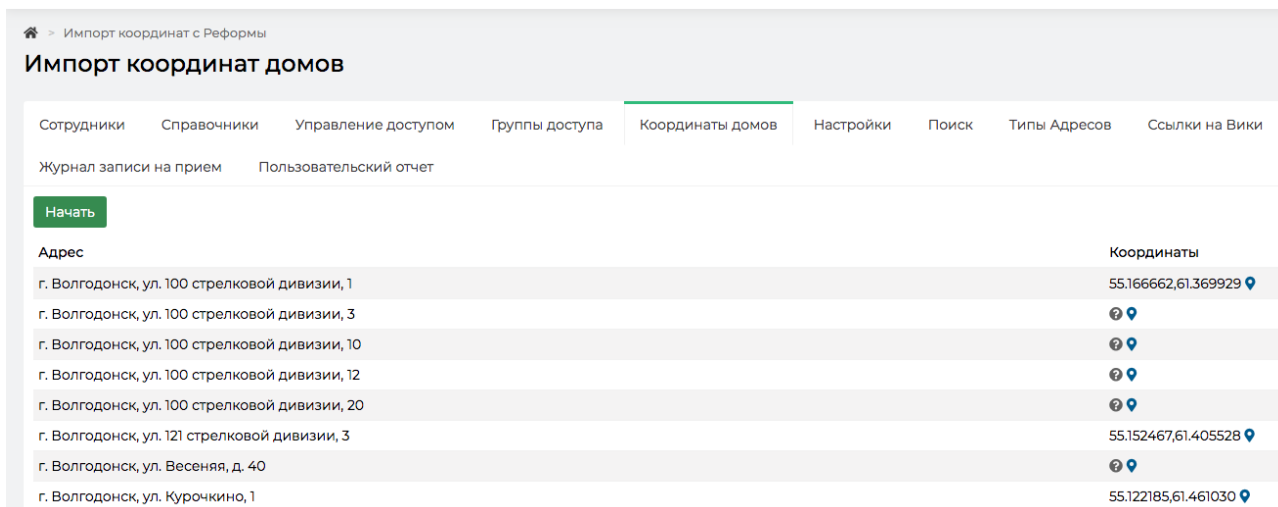 > Импорт координат с Реформы
Импорт координат домов
Сотрудники Справочники Управление доступом Группы доступа Координаты домов Настройки Поиск Типы Адресов Ссылки на Вики
Журнал записи на прием Пользовательский отчет
Начать
Адрес Координаты
г. Волгодонск, ул. 100 стрелковой дивизии, 1 55.166662,61.369929
г. Волгодонск, ул. 100 стрелковой дивизии, 3 ?
г. Волгодонск, ул. 100 стрелковой дивизии, 10 ?
г. Волгодонск, ул. 100 стрелковой дивизии, 12 ?
г. Волгодонск, ул. 100 стрелковой дивизии, 20 ?
г. Волгодонск, ул. 121 стрелковой дивизии, 3 55.152467,61.405528
г. Волгодонск, ул. Весеняя, д. 40 ?
г. Волгодонск, ул. Курочкино, 1 55.122185,61.461030